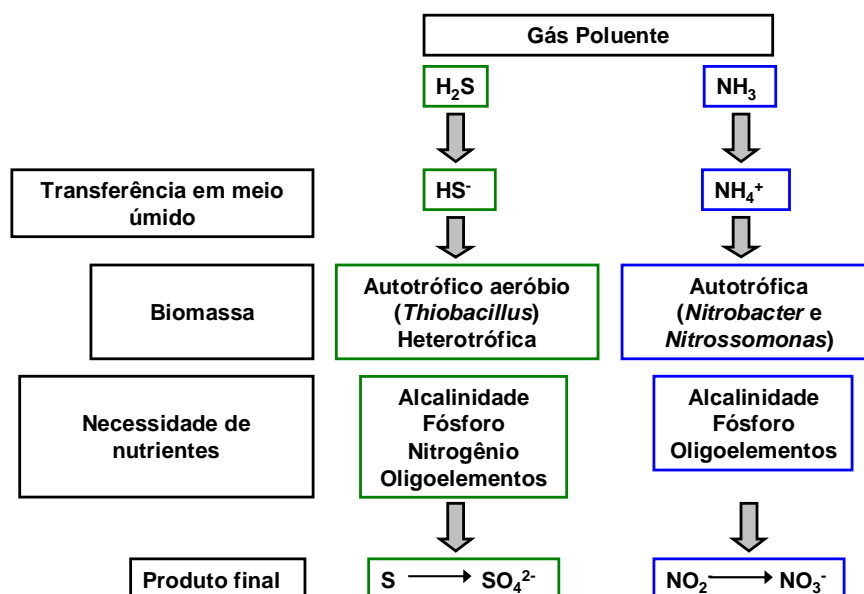 Gás Poluente
H₂S
NH₃
Transferência em meio
úmido
HS⁻
NH₄⁺
Biomassa
Autotrófico aeróbio
(Thiobacillus)
Heterotrófica
Autotrófica
(Nitrobacter e
Nitrossomonas)
Necessidade de
nutrientes
Alcalinidade
Fósforo
Nitrogênio
Oligoelementos
Alcalinidade
Fósforo
Oligoelementos
Produto final
S → SO₄²⁻
NO₂⁻ → NO₃⁻